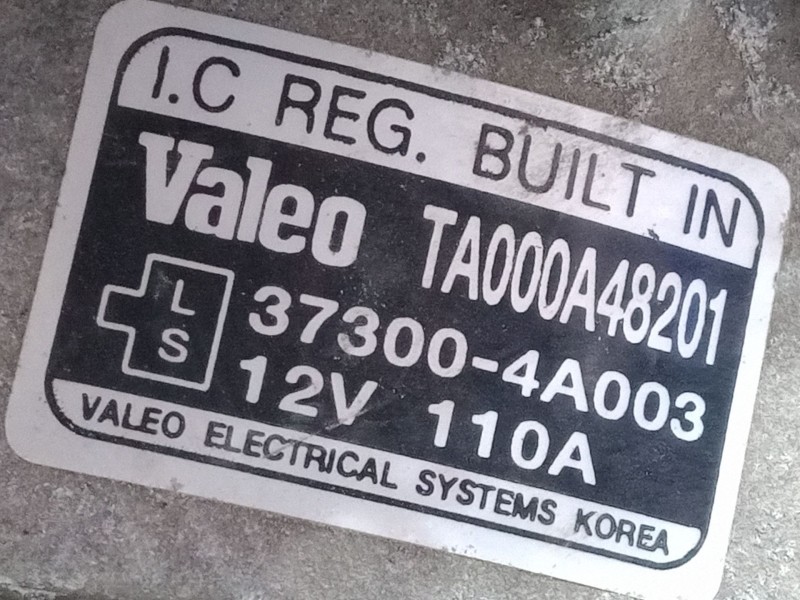 I.C REG. BUILT IN
Valeo TA000A48201
L 37300-4A003
S 12V 110A
VALEO ELECTRICAL SYSTEMS KOREA